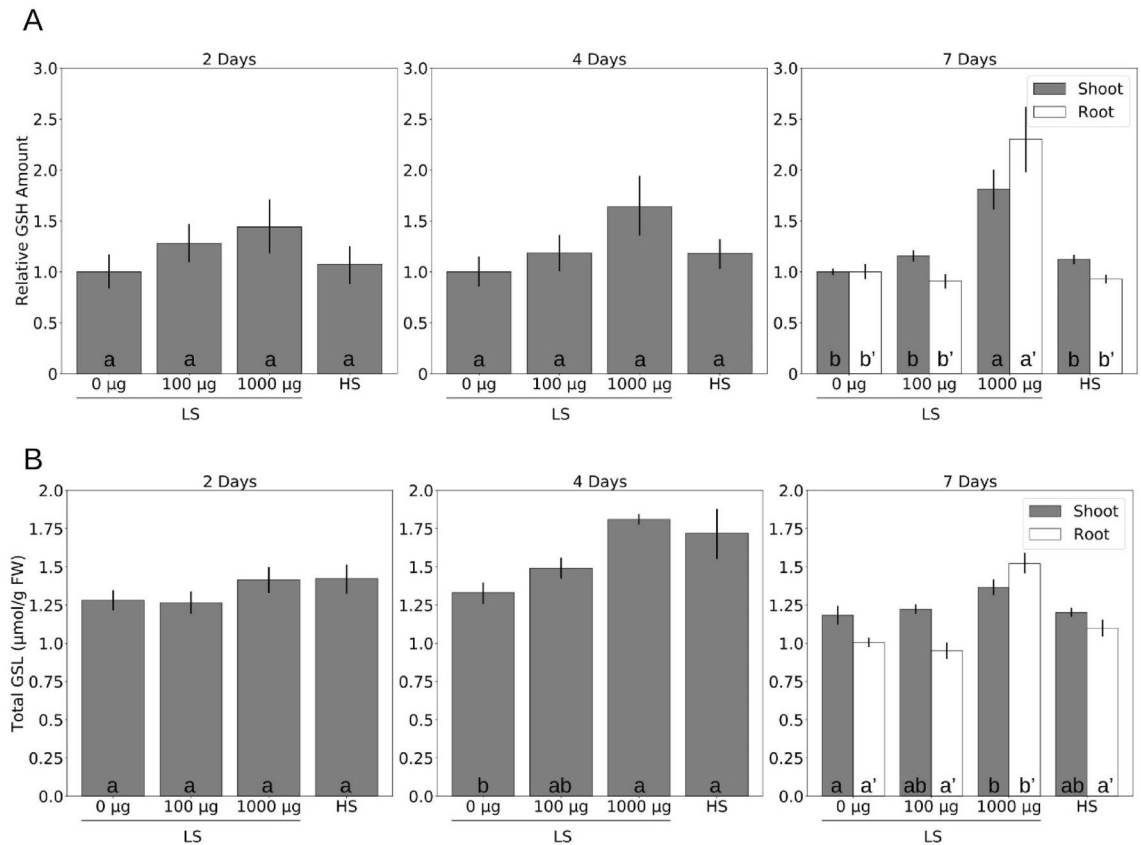 A
2 Days
4 Days
7 Days
Relative GSH Amount
3.0
2.5
2.0
1.5
1.0
0.5
0
a a a a
0 µg 100 µg 1000 µg HS
LS
3.0
2.5
2.0
1.5
1.0
0.5
0
a a a a
0 µg 100 µg 1000 µg HS
LS
3.0
2.5
2.0
1.5
1.0
0.5
0
Shoot
Root
b b' b b' a a' b b'
0 µg 100 µg 1000 µg HS
LS
B
2 Days
4 Days
7 Days
Total GSL (µmol/g FW)
2.0
1.75
1.5
1.25
1.0
0.75
0.5
0.25
0.0
a a a a
0 µg 100 µg 1000 µg HS
LS
2.0
1.75
1.5
1.25
1.0
0.75
0.5
0.25
0.0
b ab a a
0 µg 100 µg 1000 µg HS
LS
2.0
1.75
1.5
1.25
1.0
0.75
0.5
0.25
0.0
Shoot
Root
a a' ab a' b b' ab a'
0 µg 100 µg 1000 µg HS
LS